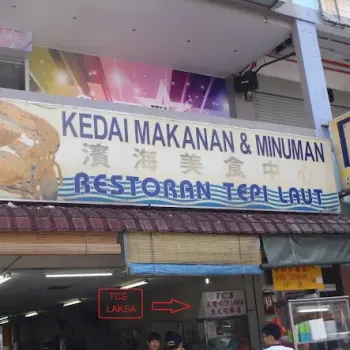 KEDAI MAKANAN & MINUMAN
濱海美食中心
RESTORAN TEPI LAUT
TCS
LAKSA
TCS